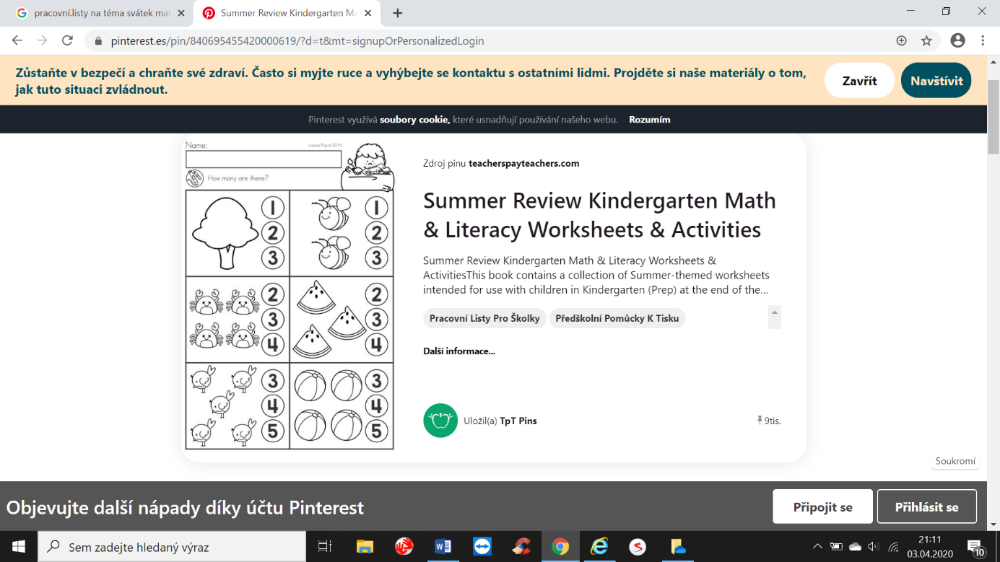 pracovní.listy na téma svátek mat
Summer Review Kindergarten Ma
pinterest.es/pin/840695455420000619/?d=t&mt=signupOrPersonalizedLogin
Zůstaňte v bezpečí a chraňte své zdraví. Často si myjte ruce a vyhýbejte se kontaktu s ostatními lidmi. Projděte si naše materiály o tom,
jak tuto situaci zvládnout.
Zavřít
Navštívit
Pinterest využívá soubory cookie, které usnadňují používání našeho webu. Rozumím
Name:
Lavinia Pop © 2014
How many are there?
1
2
3
1
2
3
2
3
4
2
3
4
3
4
5
3
4
5
Zdroj pinu teacherspayteachers.com
Summer Review Kindergarten Math
& Literacy Worksheets & Activities
Summer Review Kindergarten Math & Literacy Worksheets &
ActivitiesThis book contains a collection of Summer-themed worksheets
intended for use with children in Kindergarten (Prep) at the end of the...
Pracovní Listy Pro Školky
Předškolní Pomůcky K Tisku
Další informace...
Uložil(a) TpT Pins
9tis.
Soukromí
Objevujte další nápady díky účtu Pinterest
Připojit se
Přihlásit se
Sem zadejte hledaný výraz
21:11
03.04.2020
10